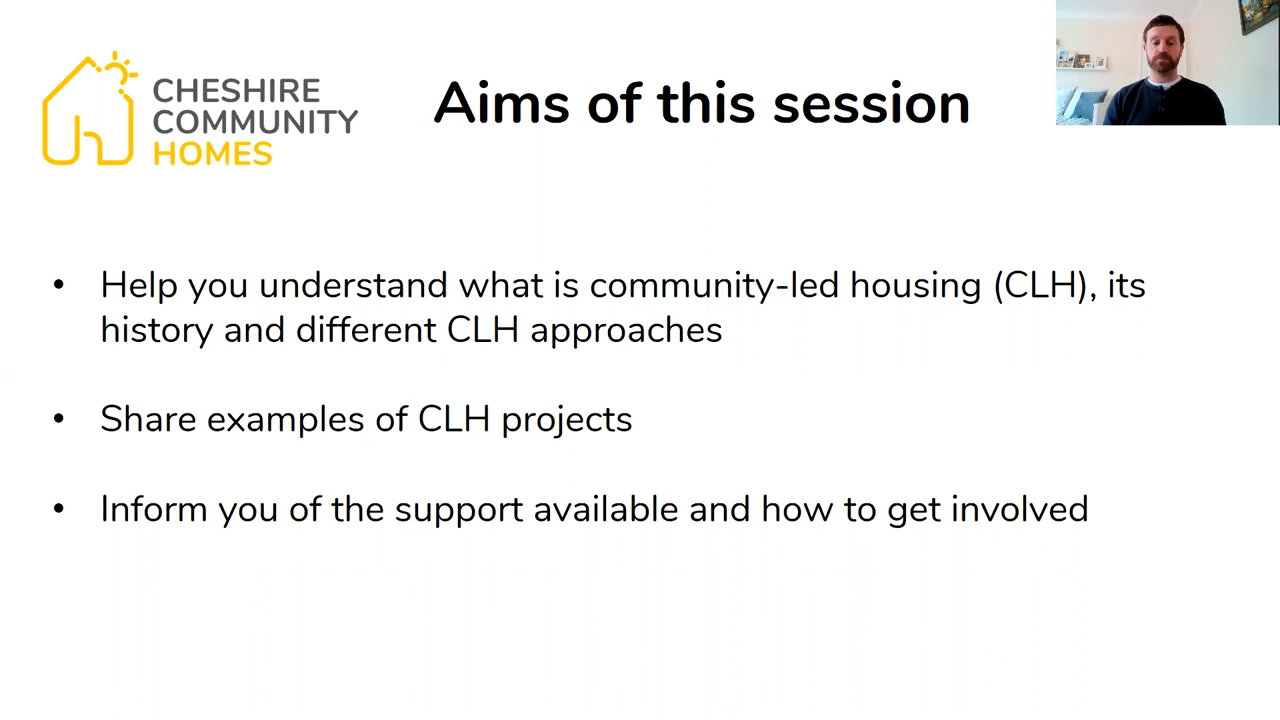 CHESHIRE
COMMUNITY
HOMES
Aims of this session
• Help you understand what is community-led housing (CLH), its
history and different CLH approaches
• Share examples of CLH projects
• Inform you of the support available and how to get involved